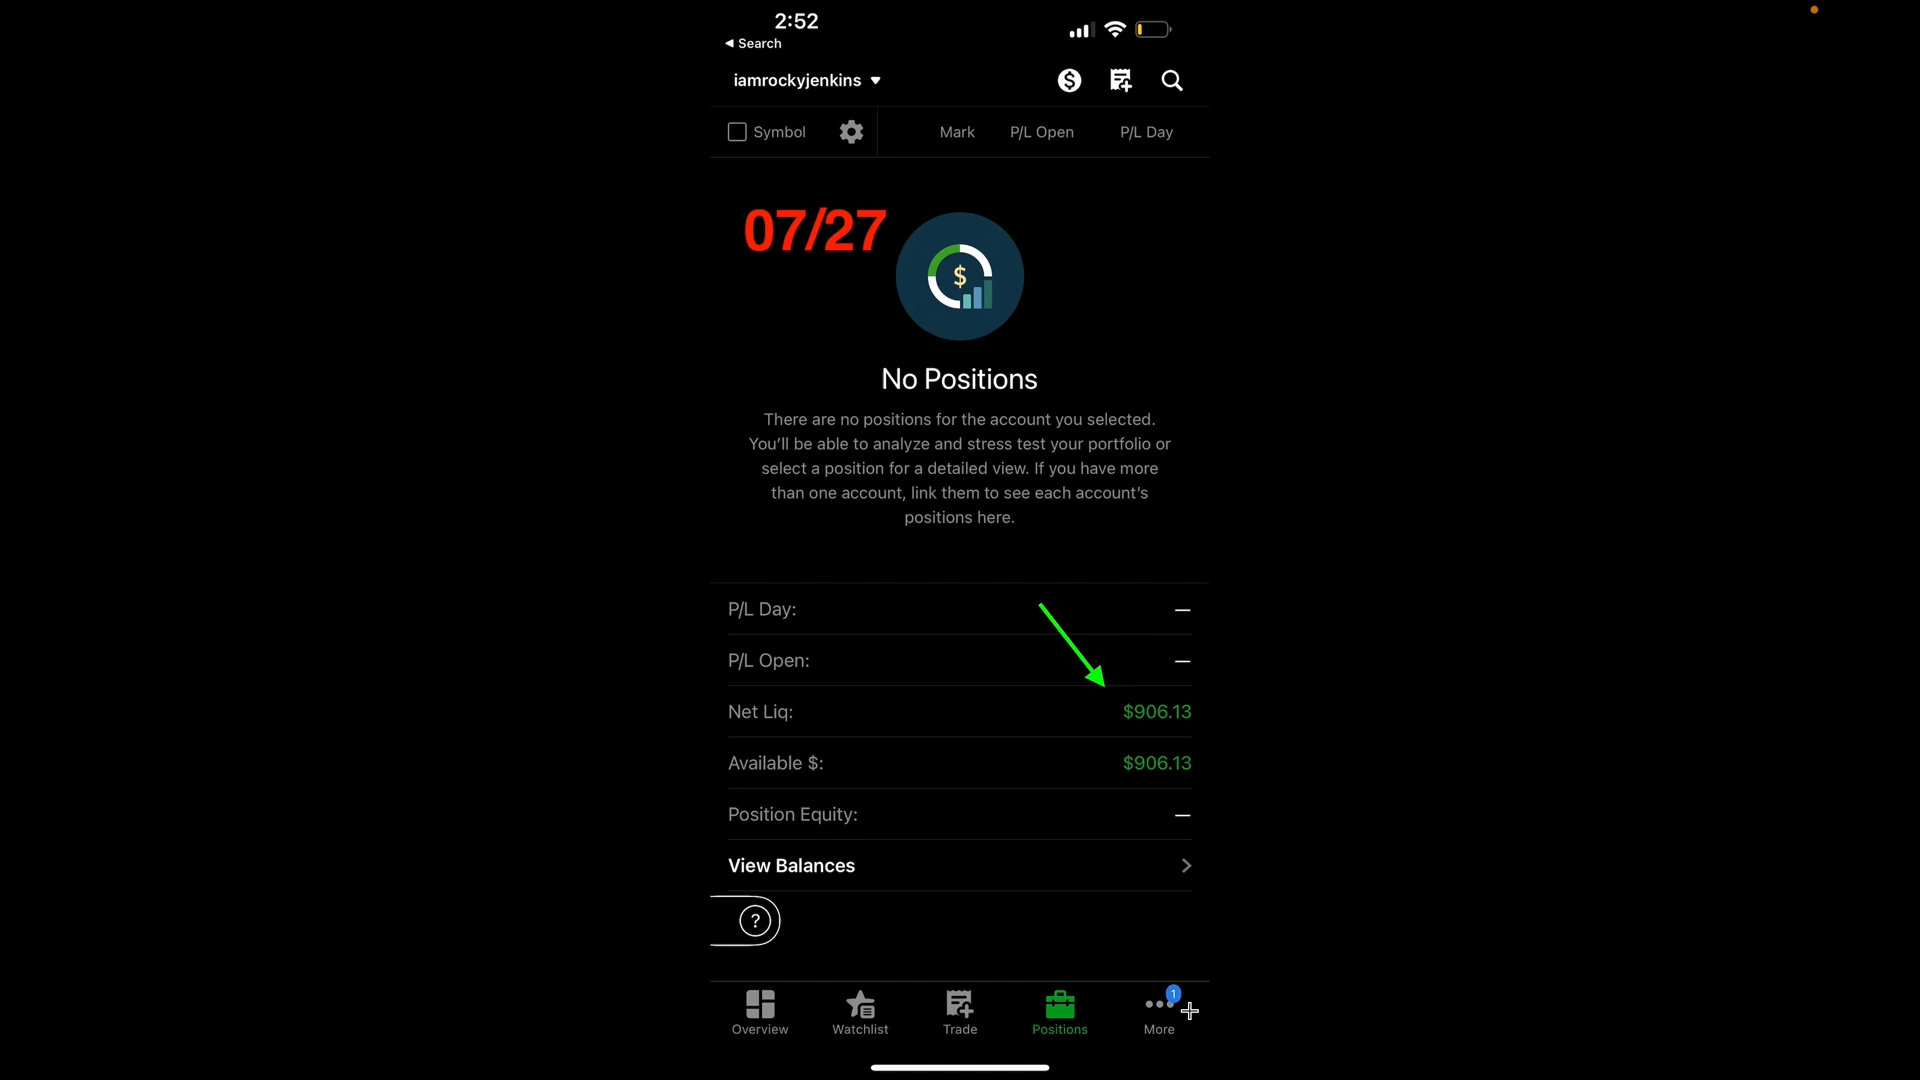 2:52
◀ Search
iamrockyjenkins ▼
Symbol Mark P/L Open P/L Day
07/27
$
No Positions
There are no positions for the account you selected.
You'll be able to analyze and stress test your portfolio or
select a position for a detailed view. If you have more
than one account, link them to see each account's
positions here.
P/L Day: —
P/L Open: —
Net Liq: $906.13
Available $: $906.13
Position Equity: —
View Balances
?
1
Overview Watchlist Trade Positions More